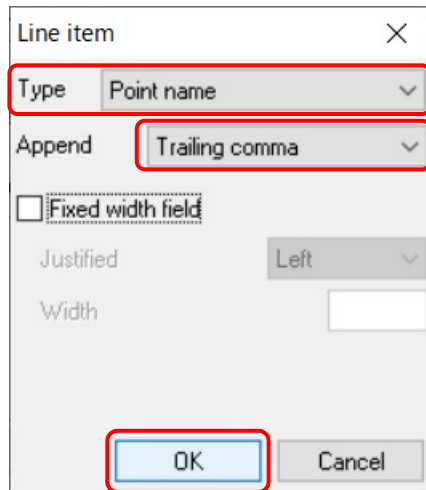 Line item
Type Point name
Append Trailing comma
Fixed width field
Justified Left
Width
OK Cancel